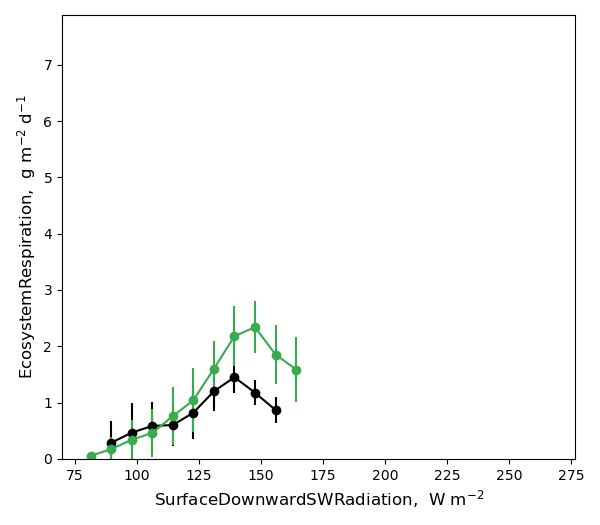 EcosystemRespiration,  g m⁻² d⁻¹
7
6
5
4
3
2
1
0
75 100 125 150 175 200 225 250 275
SurfaceDownwardSWRadiation,  W m⁻²